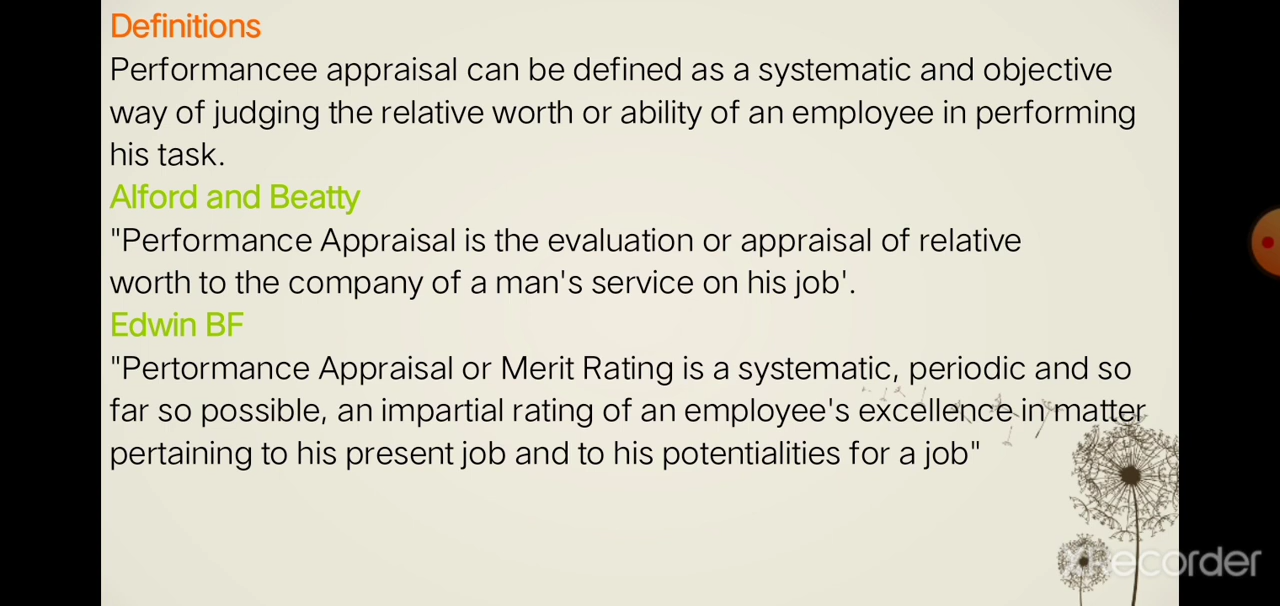 Definitions
Performancee appraisal can be defined as a systematic and objective
way of judging the relative worth or ability of an employee in performing
his task.
Alford and Beatty
"Performance Appraisal is the evaluation or appraisal of relative
worth to the company of a man's service on his job'.
Edwin BF
"Pertormance Appraisal or Merit Rating is a systematic, periodic and so
far so possible, an impartial rating of an employee's excellence in matter
pertaining to his present job and to his potentialities for a job"
XRecorder